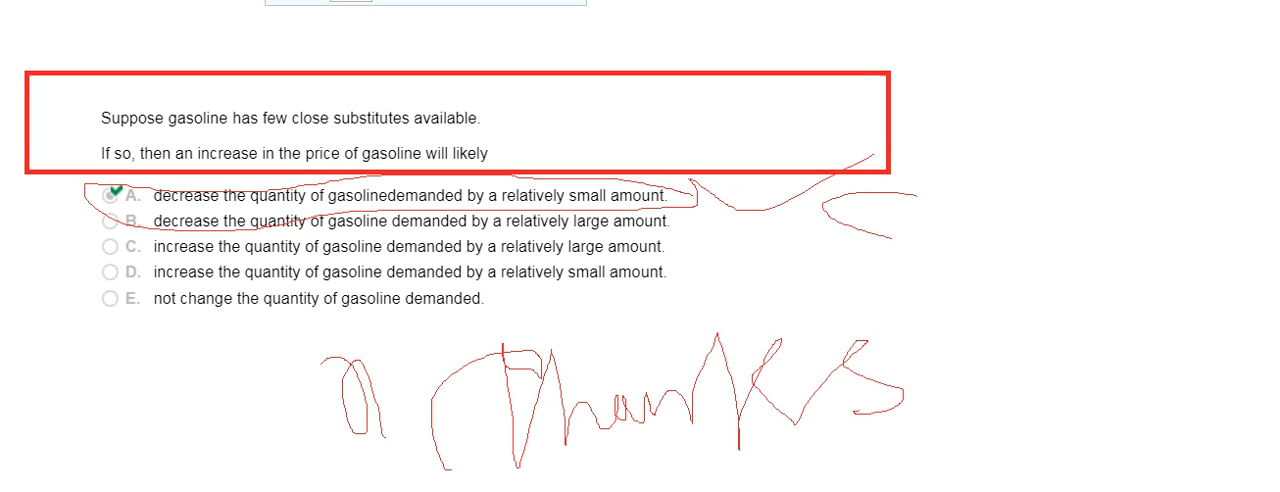 Suppose gasoline has few close substitutes available.
If so, then an increase in the price of gasoline will likely
A. decrease the quantity of gasolinedemanded by a relatively small amount.
B. decrease the quantity of gasoline demanded by a relatively large amount.
C. increase the quantity of gasoline demanded by a relatively large amount.
D. increase the quantity of gasoline demanded by a relatively small amount.
E. not change the quantity of gasoline demanded.
Thanks